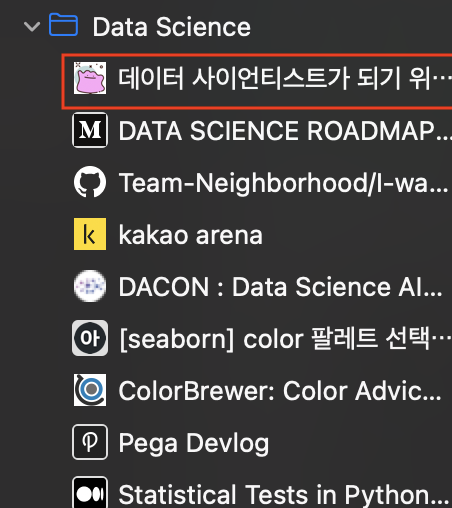 Data Science
데이터 사이언티스트가 되기 위…
M DATA SCIENCE ROADMAP...
Team-Neighborhood/I-wa...
k kakao arena
DACON : Data Science AI...
아 [seaborn] color 팔레트 선택…
ColorBrewer: Color Advic...
Pega Devlog
Statistical Tests in Python...